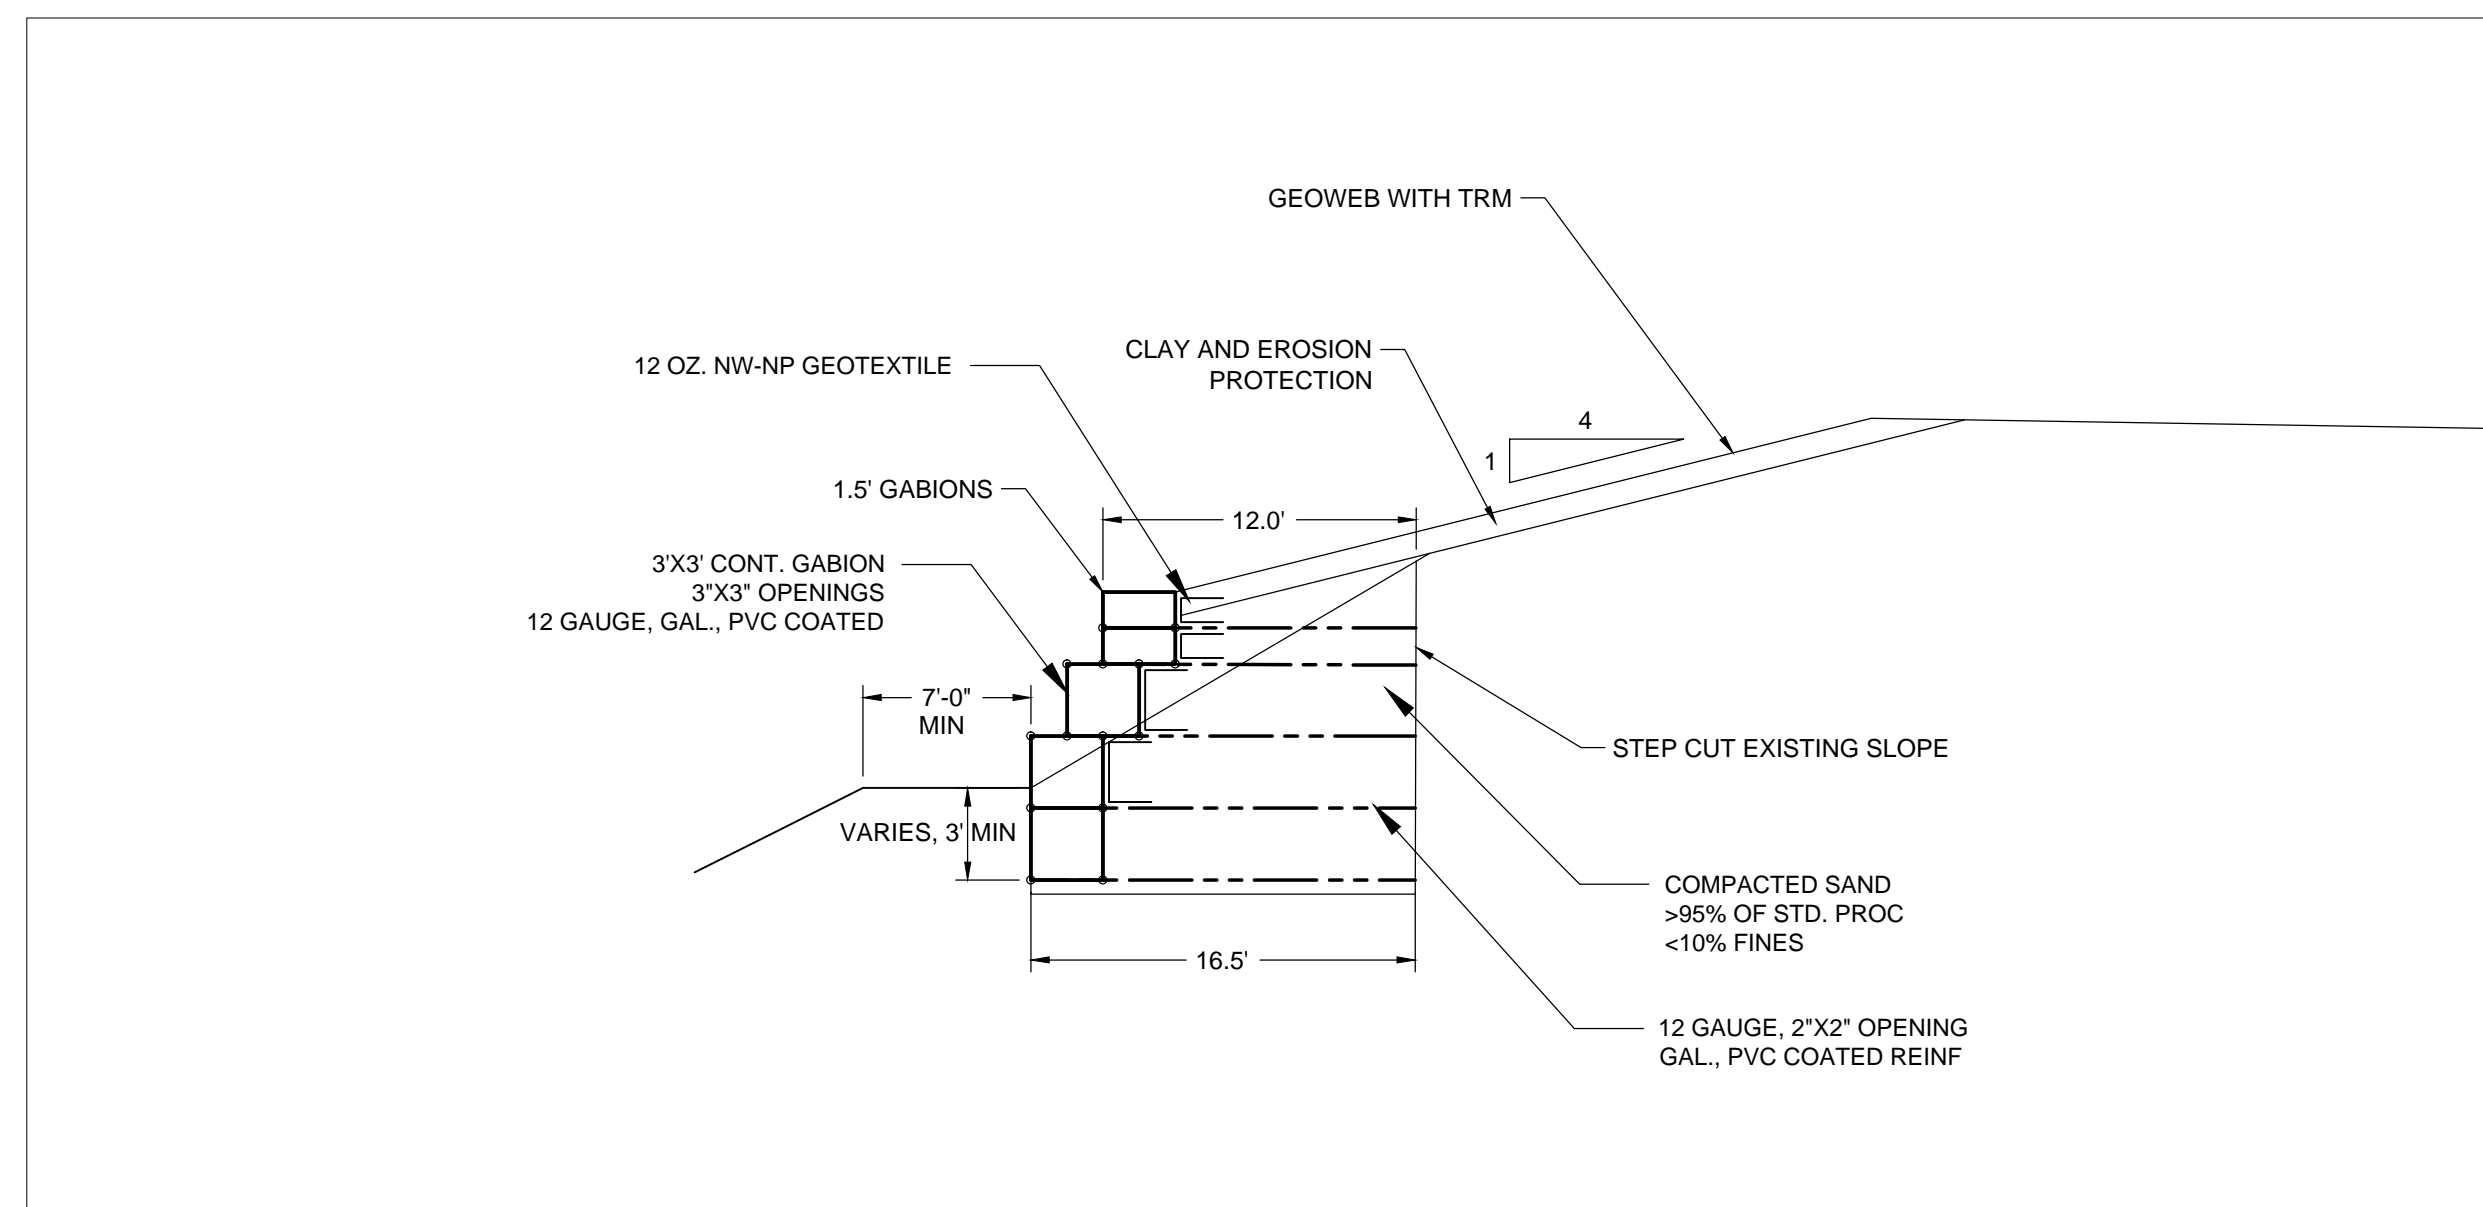 GEOWEB WITH TRM
CLAY AND EROSION
PROTECTION
12 OZ. NW-NP GEOTEXTILE
4
1
1.5' GABIONS
12.0'
3'X3' CONT. GABION
3"X3" OPENINGS
12 GAUGE, GAL., PVC COATED
7'-0"
MIN
STEP CUT EXISTING SLOPE
VARIES, 3' MIN
COMPACTED SAND
>95% OF STD. PROC
<10% FINES
16.5'
12 GAUGE, 2"X2" OPENING
GAL., PVC COATED REINF